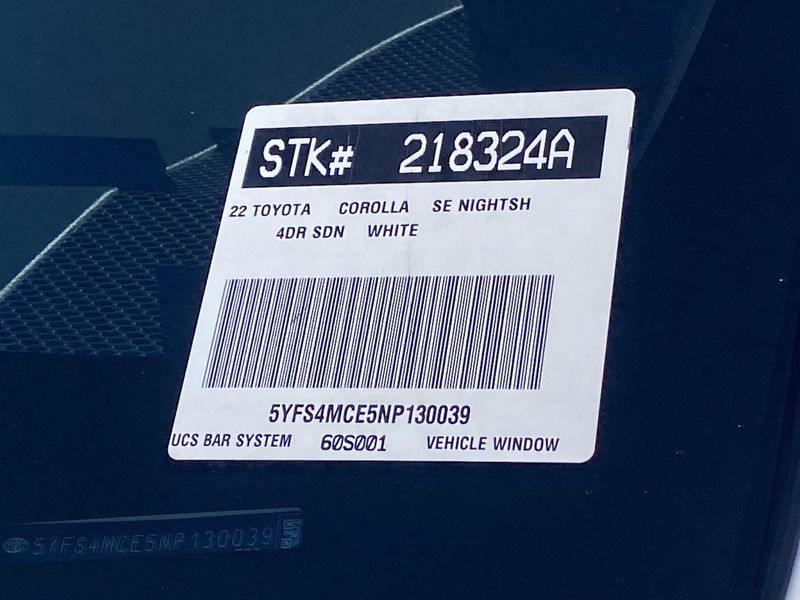 STK# 218324A
22 TOYOTA COROLLA SE NIGHTSH
4DR SDN WHITE
5YFS4MCE5NP130039
UCS BAR SYSTEM 60S001 VEHICLE WINDOW
5YFS4MCE5NP130039